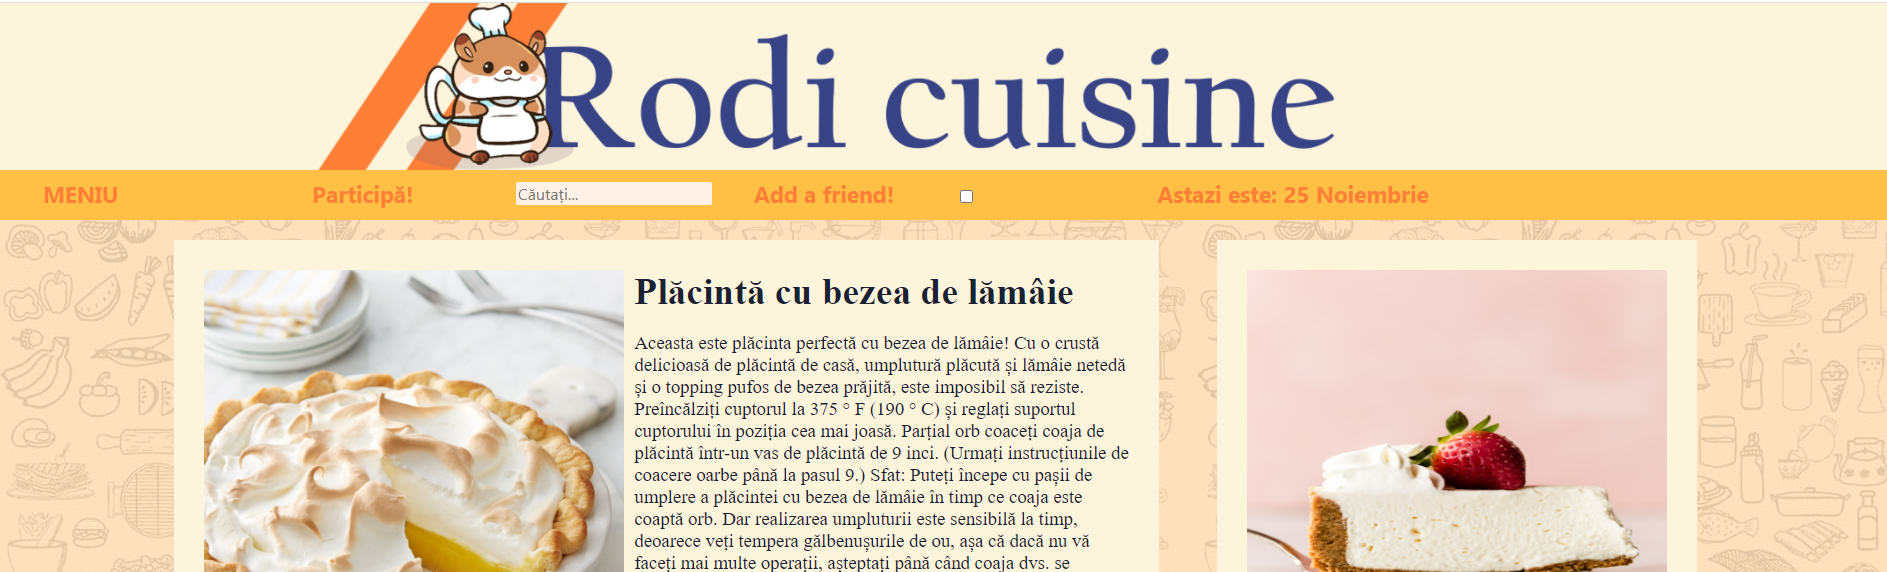 Rodi cuisine
MENIU
Participă!
Căutați...
Add a friend!
Astazi este: 25 Noiembrie
Plăcintă cu bezea de lămâie
Aceasta este plăcinta perfectă cu bezea de lămâie! Cu o crustă
delicioasă de plăcintă de casă, umplutură plăcută și lămâie netedă
și o topping pufos de bezea prăjită, este imposibil să reziste.
Preîncălziți cuptorul la 375 ° F (190 ° C) și reglați suportul
cuptorului în poziția cea mai joasă. Parțial orb coaceți coaja de
plăcintă într-un vas de plăcintă de 9 inci. (Urmați instrucțiunile de
coacere oarbe până la pasul 9.) Sfat: Puteți începe cu pașii de
umplere a plăcintei cu bezea de lămâie în timp ce coaja este
coaptă orb. Dar realizarea umpluturii este sensibilă la timp,
deoarece veți tempera gălbenușurile de ou, așa că dacă nu vă
faceți mai multe operații, așteptați până când coaja dvs. se